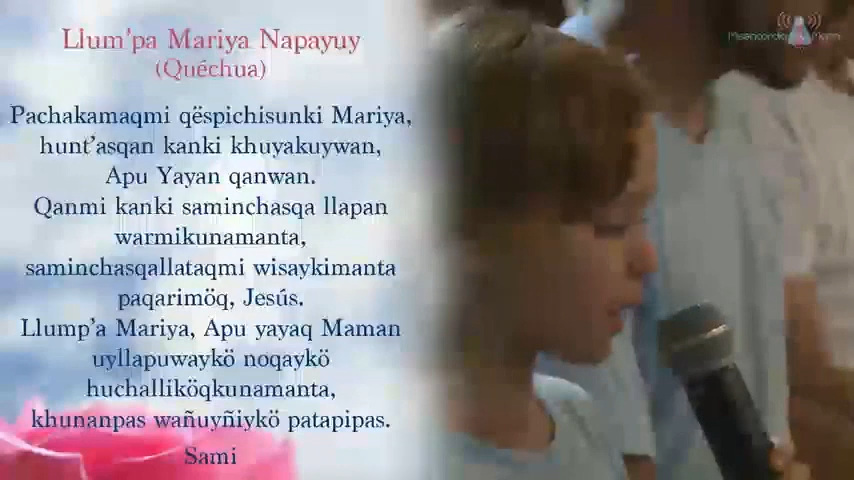 Llum'pa Mariya Napayuy
(Quéchua)
Pachakamaqmi qëspichisunki Mariya,
hunt'asqan kanki khuyakuywan,
Apu Yayan qanwan.
Qanmi kanki saminchasqa llapan
warmikunamanta,
saminchasqallataqmi wisaykimanta
paqarimöq, Jesús.
Llump'a Mariya, Apu yayaq Maman
uyllapuwaykö noqaykö
huchalliköqkunamanta,
khunanpas wañuyñiykö patapipas.
Sami